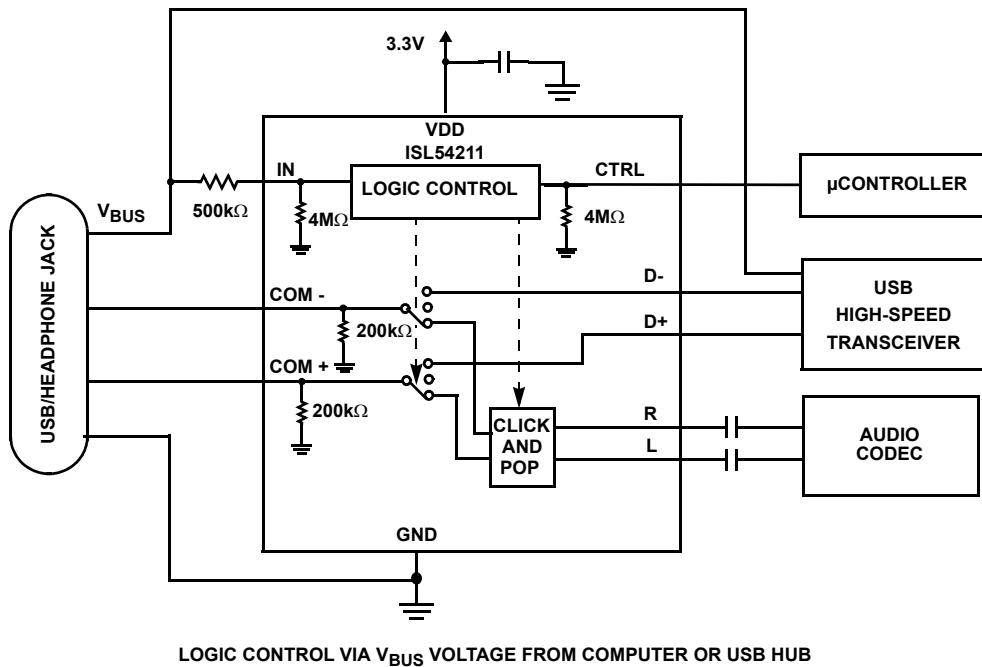 3.3V
VDD
ISL54211
IN
LOGIC CONTROL
CTRL
µCONTROLLER
500kΩ
4MΩ
4MΩ
VBUS
USB/HEADPHONE JACK
COM -
200kΩ
COM +
200kΩ
D-
D+
USB
HIGH-SPEED
TRANSCEIVER
CLICK
AND
POP
R
L
AUDIO
CODEC
GND
LOGIC CONTROL VIA VBUS VOLTAGE FROM COMPUTER OR USB HUB